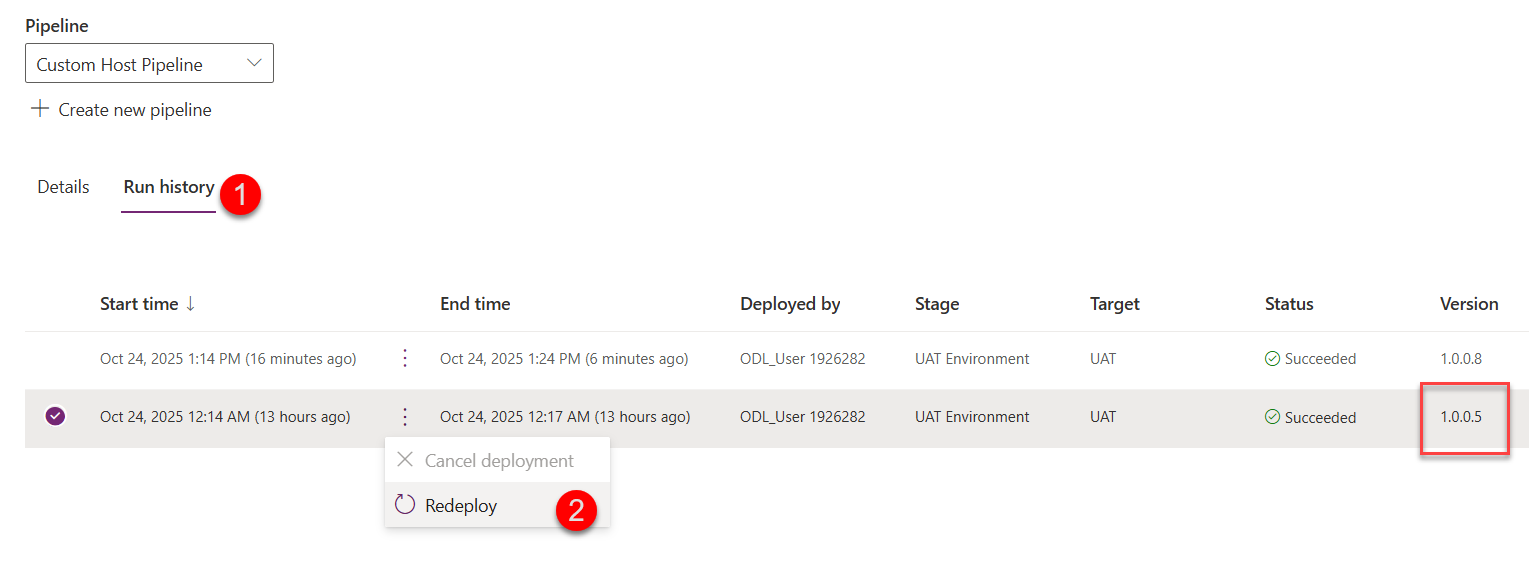 Pipeline
Custom Host Pipeline
Create new pipeline
Details Run history 1
Start time ↓ End time Deployed by Stage Target Status Version
Oct 24, 2025 1:14 PM (16 minutes ago) Oct 24, 2025 1:24 PM (6 minutes ago) ODL_User 1926282 UAT Environment UAT Succeeded 1.0.0.8
Oct 24, 2025 12:14 AM (13 hours ago) Oct 24, 2025 12:17 AM (13 hours ago) ODL_User 1926282 UAT Environment UAT Succeeded 1.0.0.5
Cancel deployment
Redeploy 2